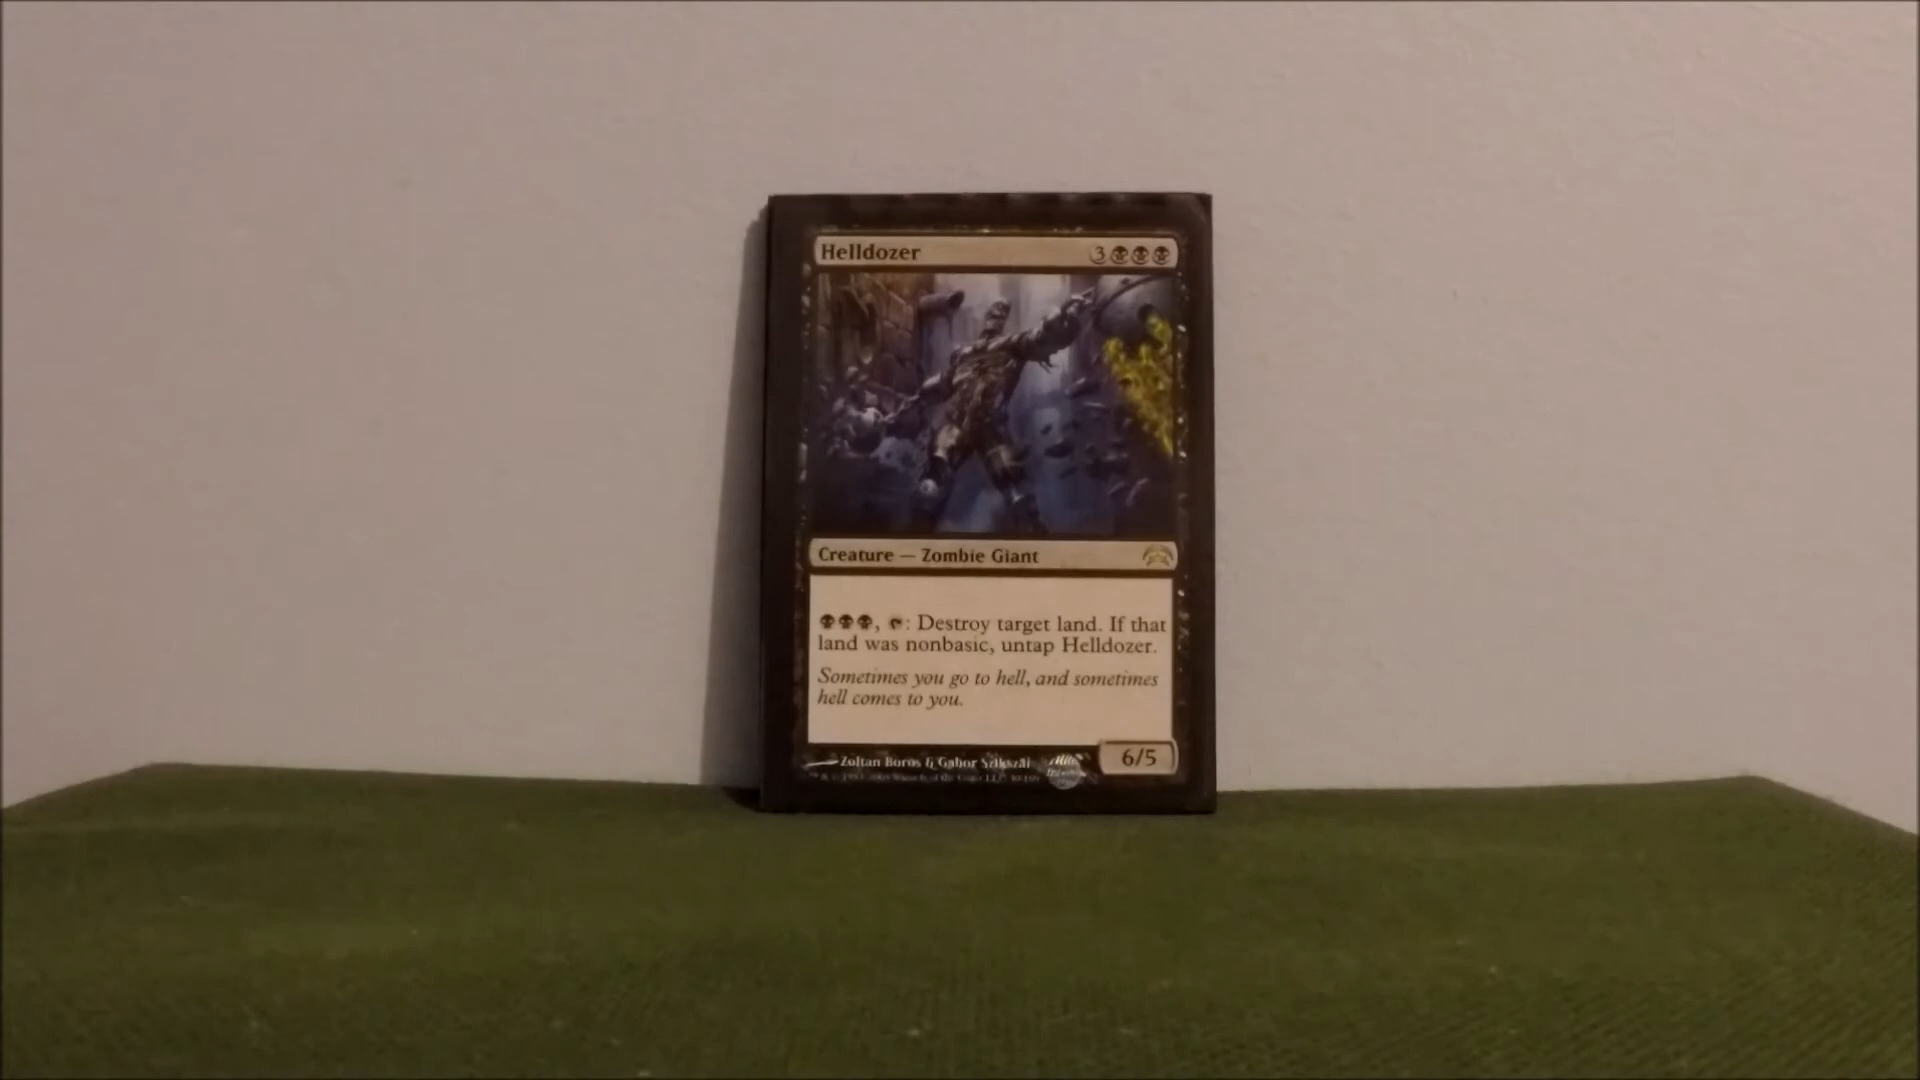 Helldozer 3
Creature — Zombie Giant
, : Destroy target land. If that
land was nonbasic, untap Helldozer.
Sometimes you go to hell, and sometimes
hell comes to you.
Zoltan Boros & Gabor Szikszai
6/5